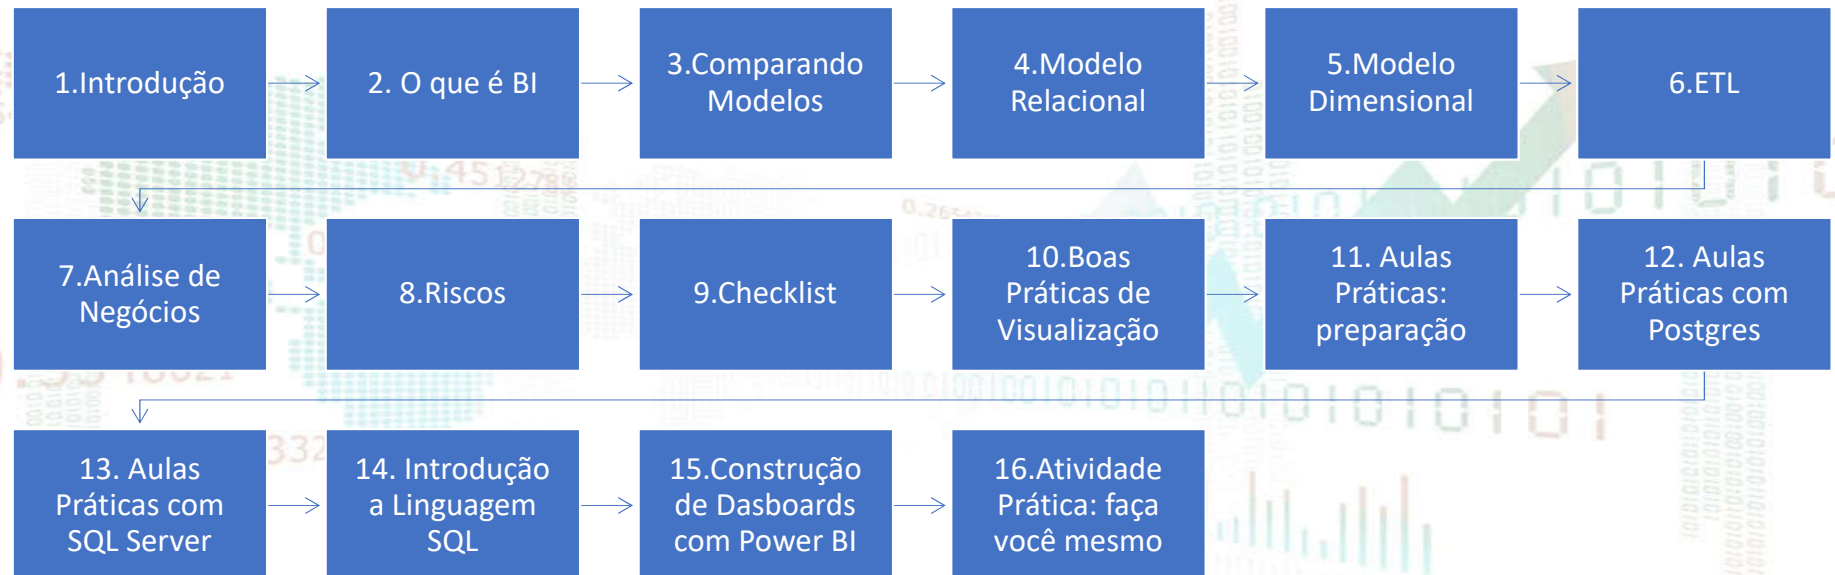 1.Introdução
2. O que é BI
3.Comparando
Modelos
4.Modelo
Relacional
5.Modelo
Dimensional
6.ETL
7.Análise de
Negócios
8.Riscos
9.Checklist
10.Boas
Práticas de
Visualização
11. Aulas
Práticas:
preparação
12. Aulas
Práticas com
Postgres
13. Aulas
Práticas com
SQL Server
14. Introdução
a Linguagem
SQL
15.Construção
de Dasboards
com Power BI
16.Atividade
Prática: faça
você mesmo